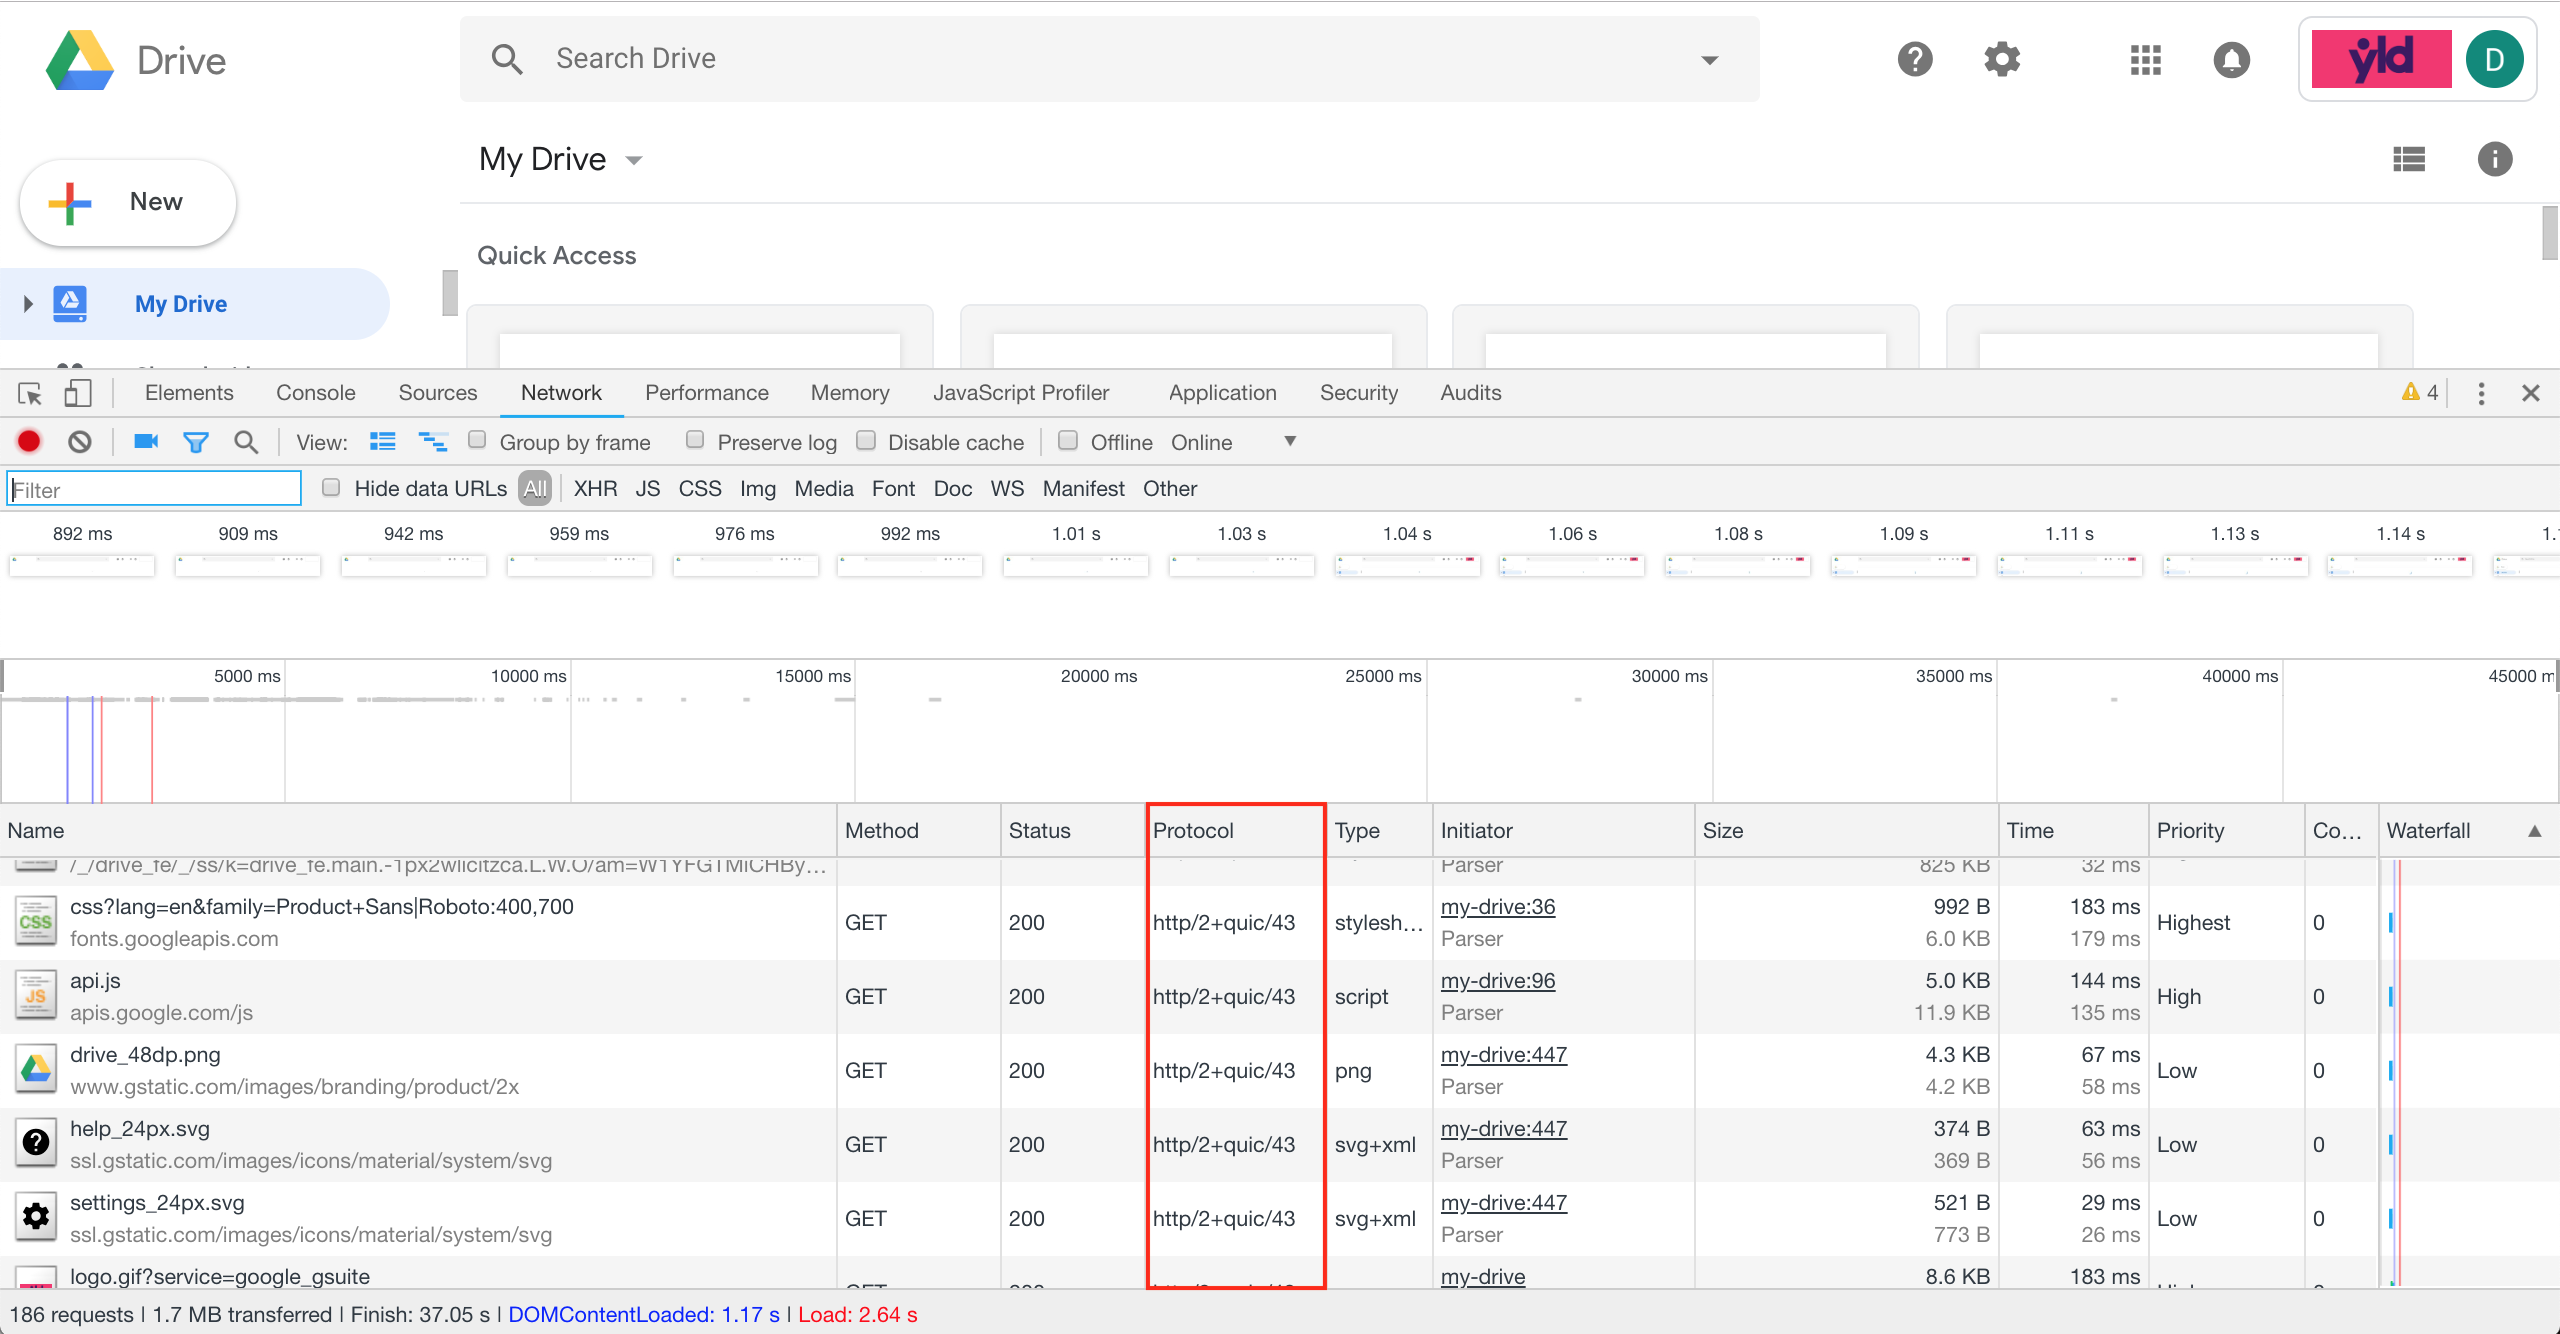 Drive
Search Drive
yld
D
My Drive
New
Quick Access
My Drive
Elements Console Sources Network Performance Memory JavaScript Profiler Application Security Audits 4
View: Group by frame Preserve log Disable cache Offline Online
Filter Hide data URLs All XHR JS CSS Img Media Font Doc WS Manifest Other
892 ms 909 ms 942 ms 959 ms 976 ms 992 ms 1.01 s 1.03 s 1.04 s 1.06 s 1.08 s 1.09 s 1.11 s 1.13 s 1.14 s
5000 ms 10000 ms 15000 ms 20000 ms 25000 ms 30000 ms 35000 ms 40000 ms 45000 m
Name Method Status Protocol Type Initiator Size Time Priority Co... Waterfall
Parser 825 KB 32 ms
css?lang=en&family=Product+Sans|Roboto:400,700
fonts.googleapis.com
GET 200 http/2+quic/43 stylesh...
my-drive:36
Parser
992 B
6.0 KB
183 ms
179 ms
Highest 0
api.js
apis.google.com/js
GET 200 http/2+quic/43 script
my-drive:96
Parser
5.0 KB
11.9 KB
144 ms
135 ms
High 0
drive_48dp.png
www.gstatic.com/images/branding/product/2x
GET 200 http/2+quic/43 png
my-drive:447
Parser
4.3 KB
4.2 KB
67 ms
58 ms
Low 0
help_24px.svg
ssl.gstatic.com/images/icons/material/system/svg
GET 200 http/2+quic/43 svg+xml
my-drive:447
Parser
374 B
369 B
63 ms
56 ms
Low 0
settings_24px.svg
ssl.gstatic.com/images/icons/material/system/svg
GET 200 http/2+quic/43 svg+xml
my-drive:447
Parser
521 B
773 B
29 ms
26 ms
Low 0
logo.gif?service=google_gsuite
my-drive
8.6 KB
183 ms
186 requests | 1.7 MB transferred | Finish: 37.05 s | DOMContentLoaded: 1.17 s | Load: 2.64 s